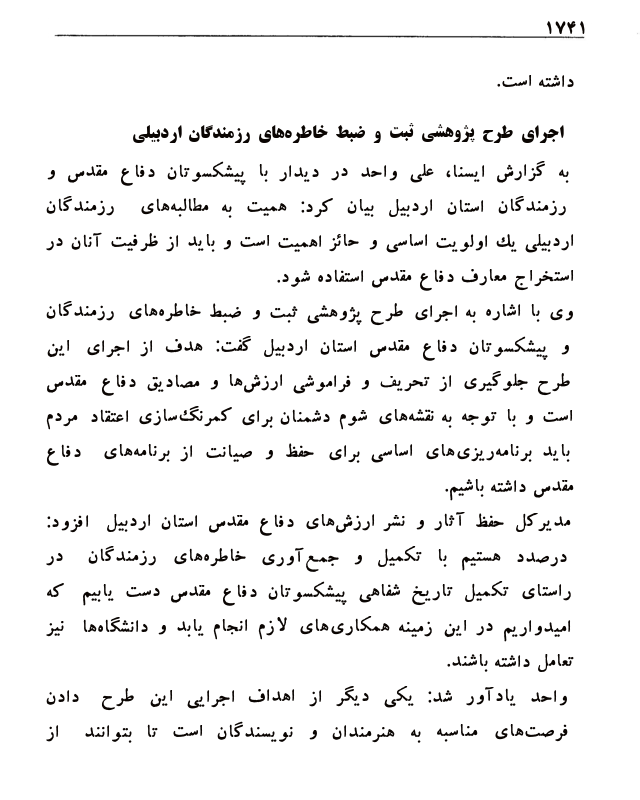 ۱۷۴۱
داشته است.
اجرای طرح پژوهشی ثبت و ضبط خاطره‌های رزمندگان اردبیلی
به گزارش ایسنا، علی واحد در دیدار با پیشکسوتان دفاع مقدس و
رزمندگان استان اردبیل بیان کرد: همیت به مطالبه‌های رزمندگان
اردبیلی یك اولویت اساسی و حائز اهمیت است و باید از ظرفیت آنان در
استخراج معارف دفاع مقدس استفاده شود.
وی با اشاره به اجرای طرح پژوهشی ثبت و ضبط خاطره‌های رزمندگان
و پیشکسوتان دفاع مقدس استان اردبیل گفت: هدف از اجرای این
طرح جلوگیری از تحریف و فراموشی ارزش‌ها و مصادیق دفاع مقدس
است و با توجه به نقشه‌های شوم دشمنان برای کمرنگ‌سازی اعتقاد مردم
باید برنامه‌ریزی‌های اساسی برای حفظ و صیانت از برنامه‌های دفاع
مقدس داشته باشیم.
مدیرکل حفظ آثار و نشر ارزش‌های دفاع مقدس استان اردبیل افزود:
درصدد هستیم با تکمیل و جمع‌آوری خاطره‌های رزمندگان در
راستای تکمیل تاریخ شفاهی پیشکسوتان دفاع مقدس دست یابیم که
امیدواریم در این زمینه همکاری‌های لازم انجام یابد و دانشگاه‌ها نیز
تعامل داشته باشند.
واحد یادآور شد: یکی دیگر از اهداف اجرایی این طرح دادن
فرصت‌های مناسبه به هنرمندان و نویسندگان است تا بتوانند از